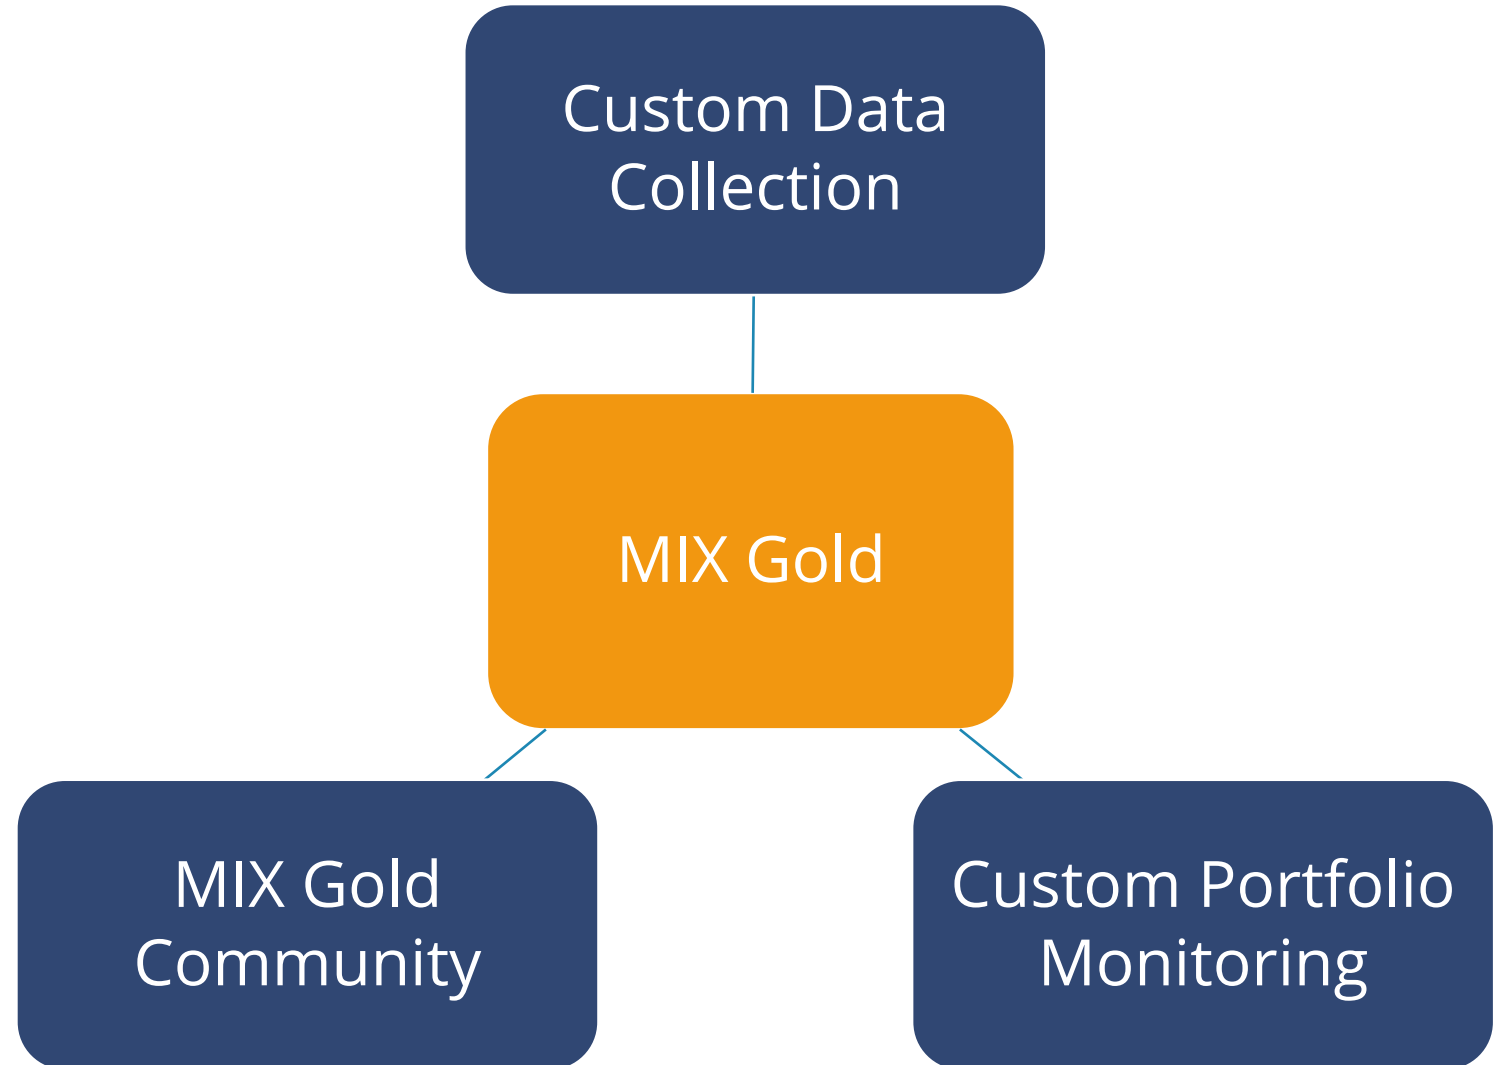 Custom Data
Collection
MIX Gold
MIX Gold
Community
Custom Portfolio
Monitoring